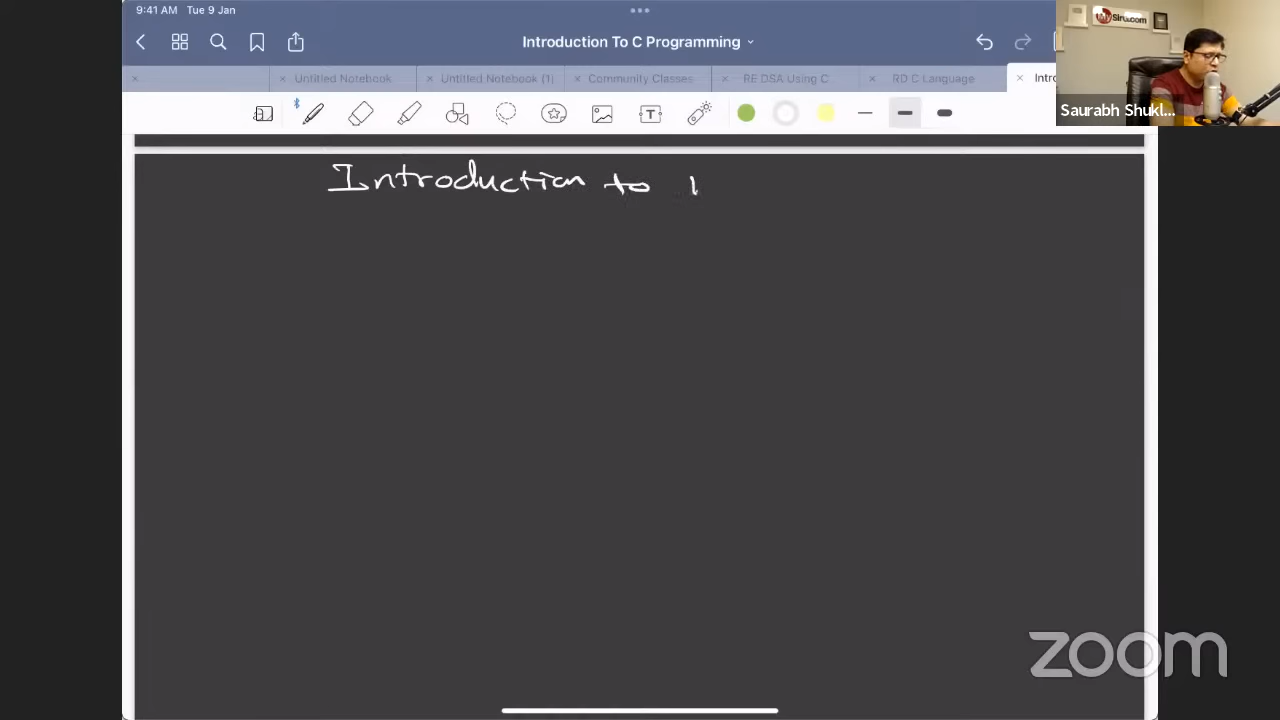 9:41 AM Tue 9 Jan
Introduction To C Programming
Untitled Notebook
Untitled Notebook (1)
Community Classes
RE DSA Using C
RD C Language
Intro
T
Saurabh Shukl...
Introduction to
zoom